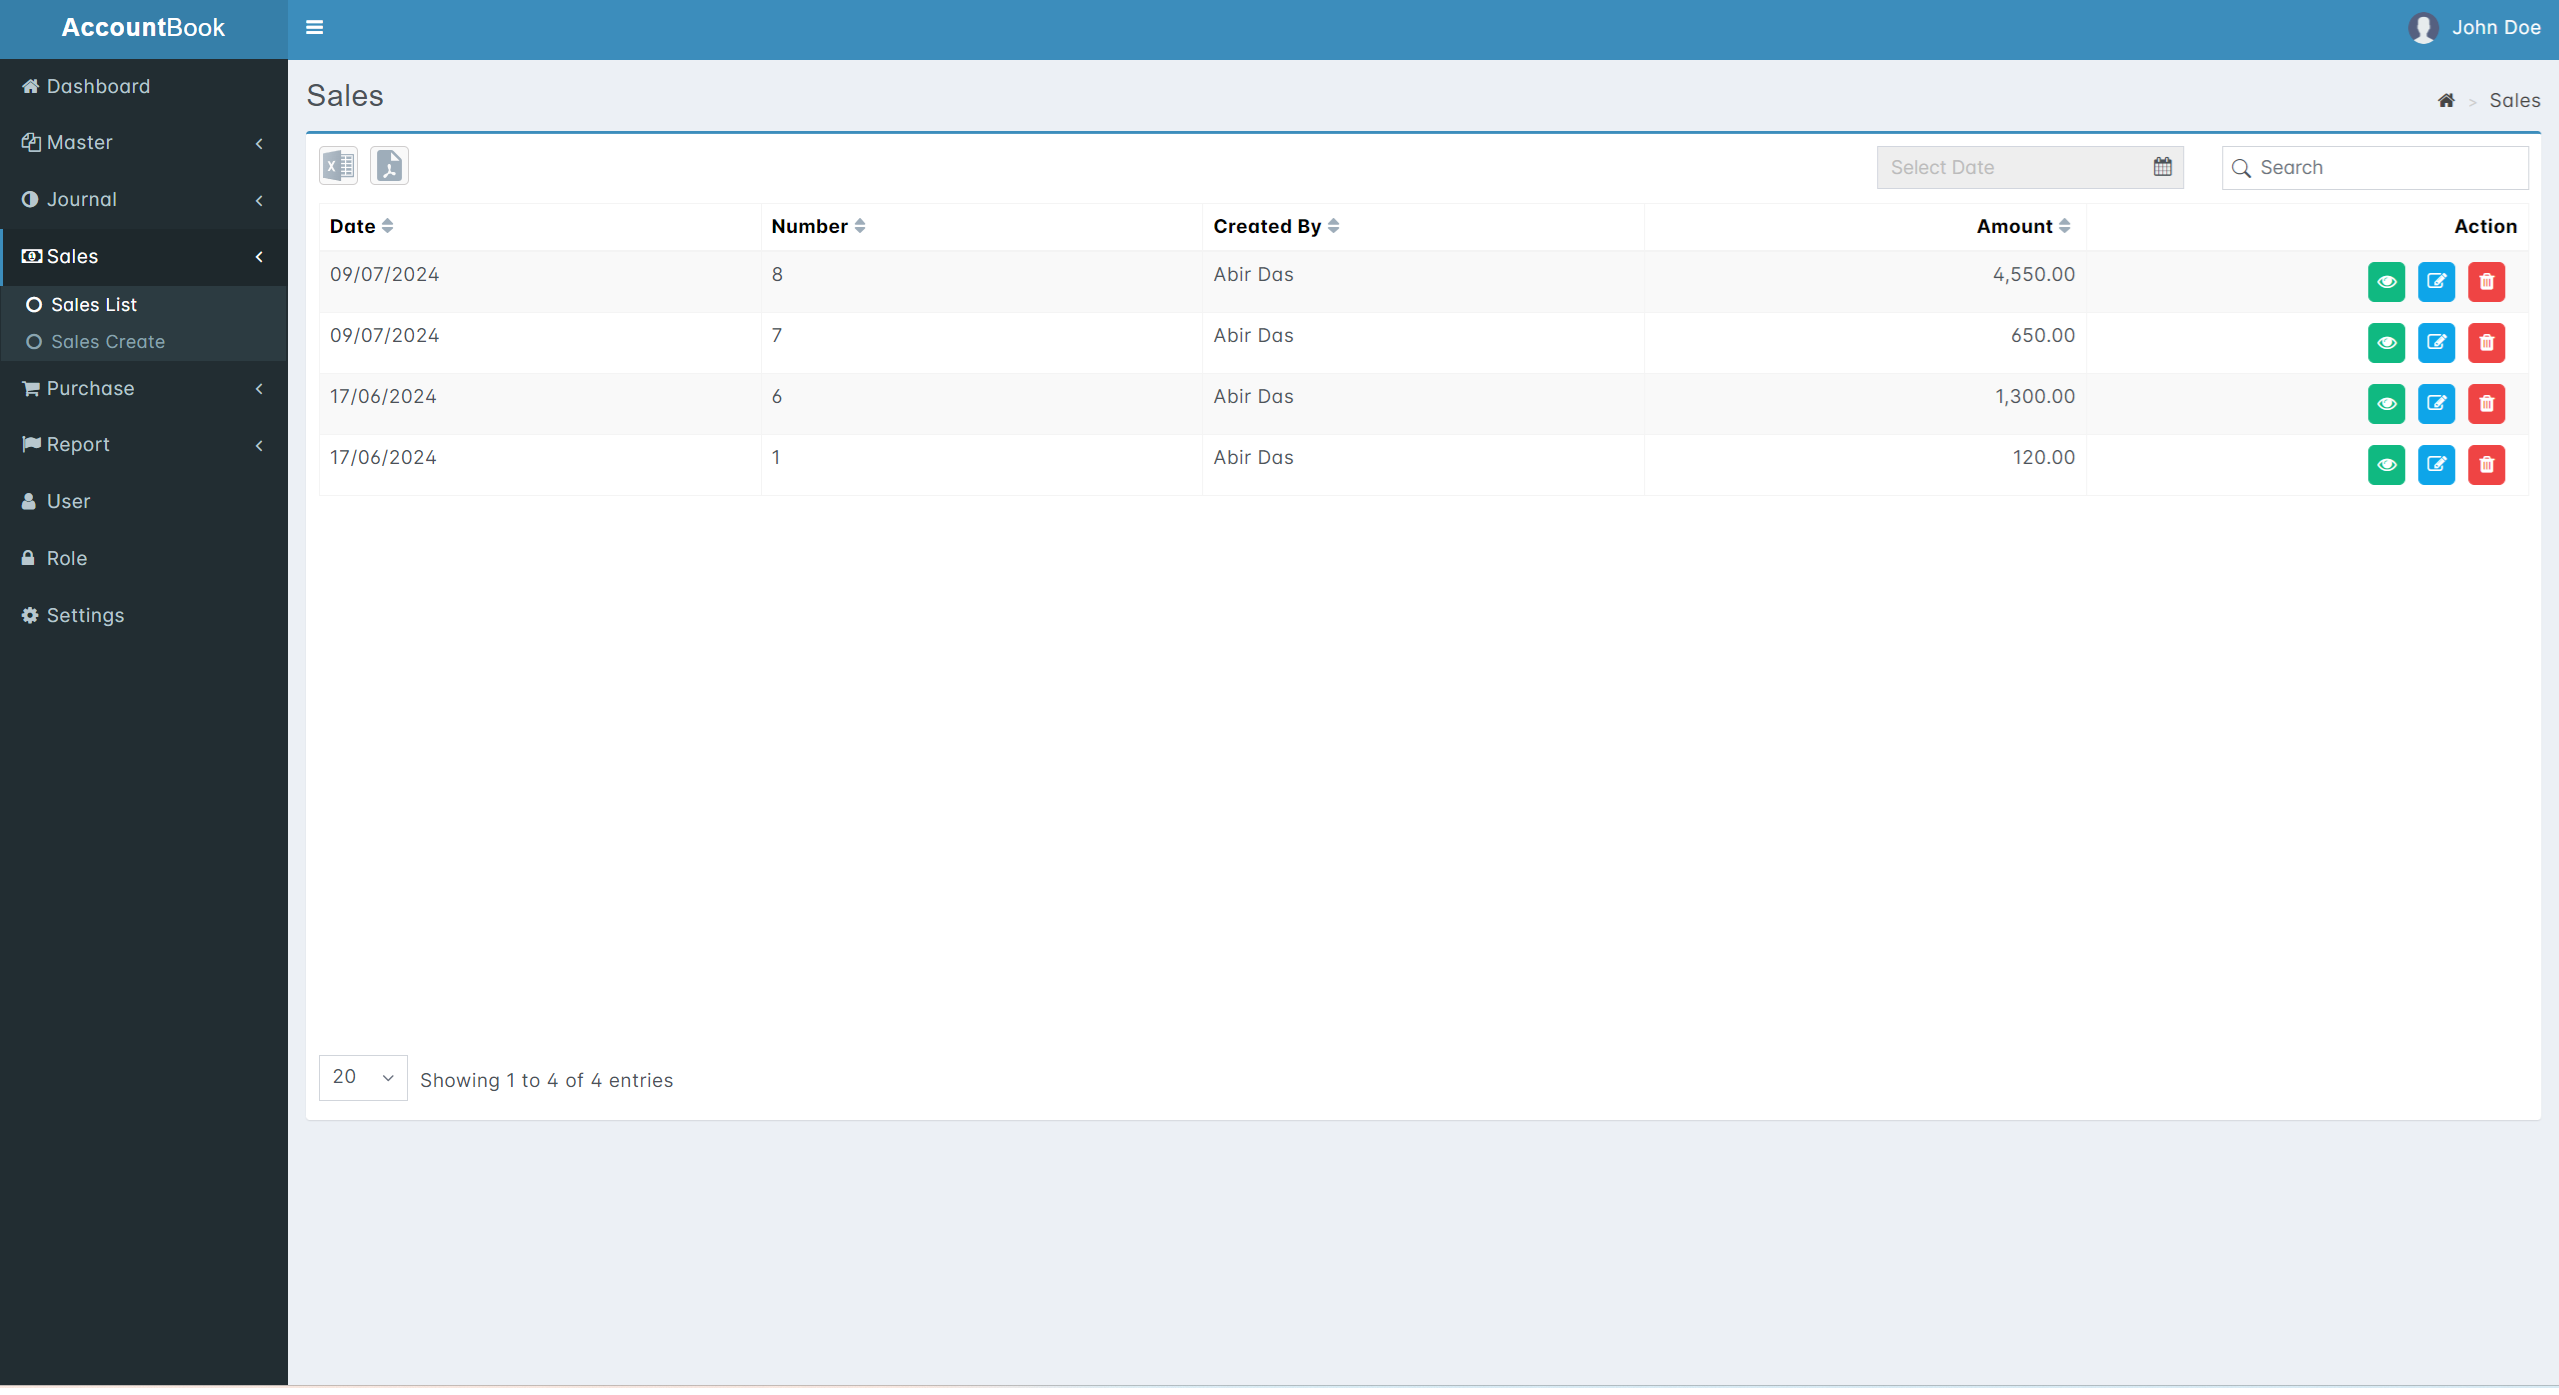 AccountBook
John Doe
Dashboard
Master
Journal
Sales
Sales List
Sales Create
Purchase
Report
User
Role
Settings
Sales
> Sales
Select Date
Search
Date Number Created By Amount Action
09/07/2024 8 Abir Das 4,550.00
09/07/2024 7 Abir Das 650.00
17/06/2024 6 Abir Das 1,300.00
17/06/2024 1 Abir Das 120.00
20 Showing 1 to 4 of 4 entries